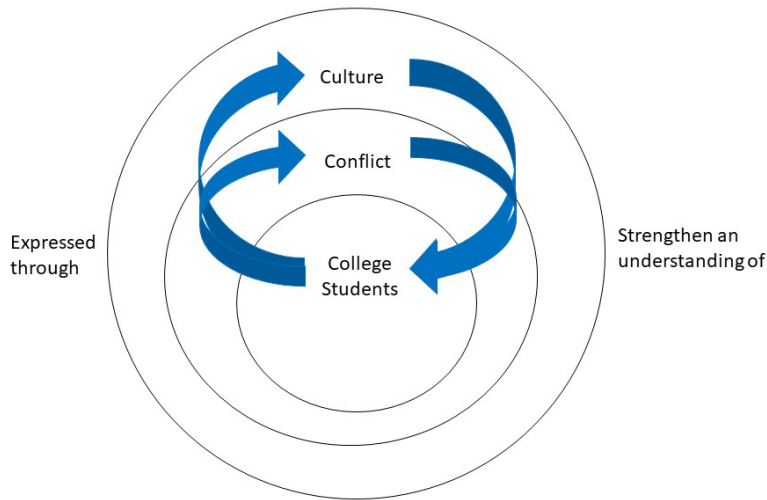 Culture
Conflict
Expressed
through
College
Students
Strengthen an
understanding of